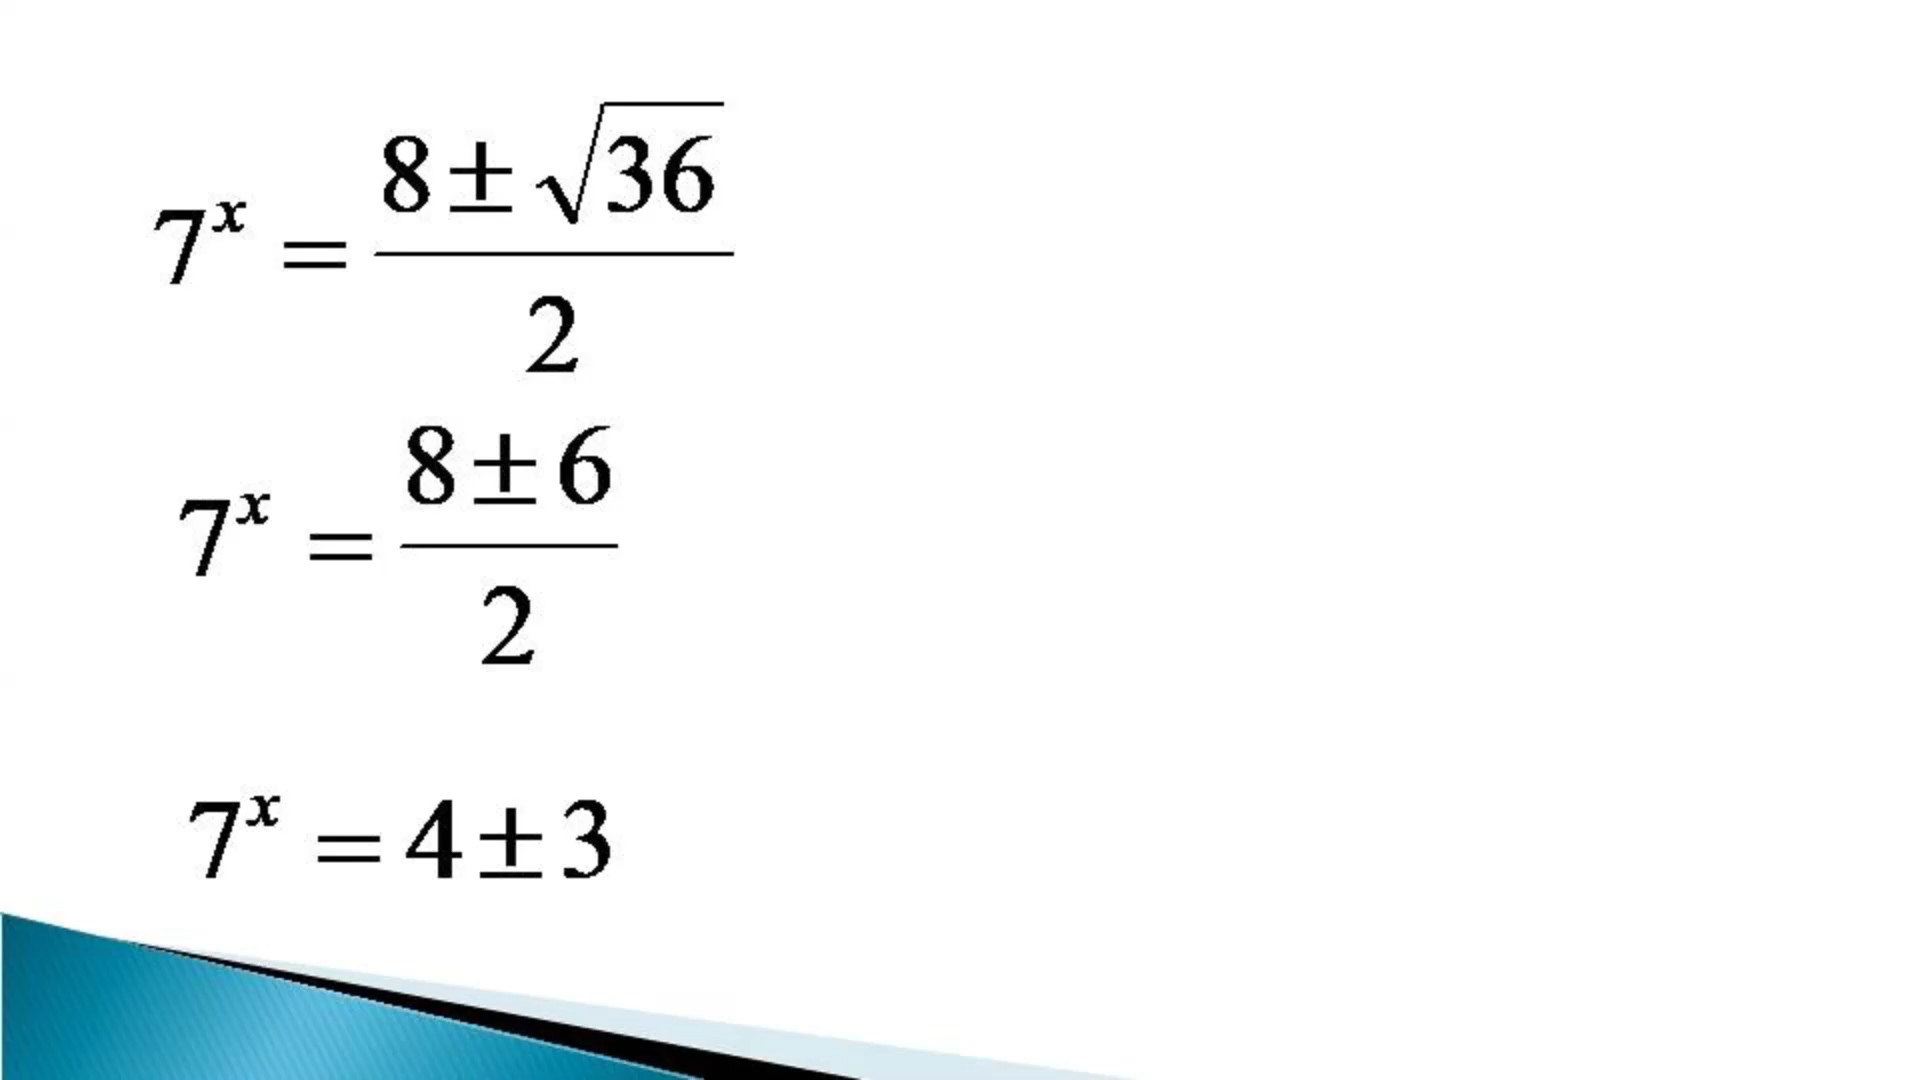 7^x = (8 ± √36) / 2
7^x = (8 ± 6) / 2
7^x = 4 ± 3